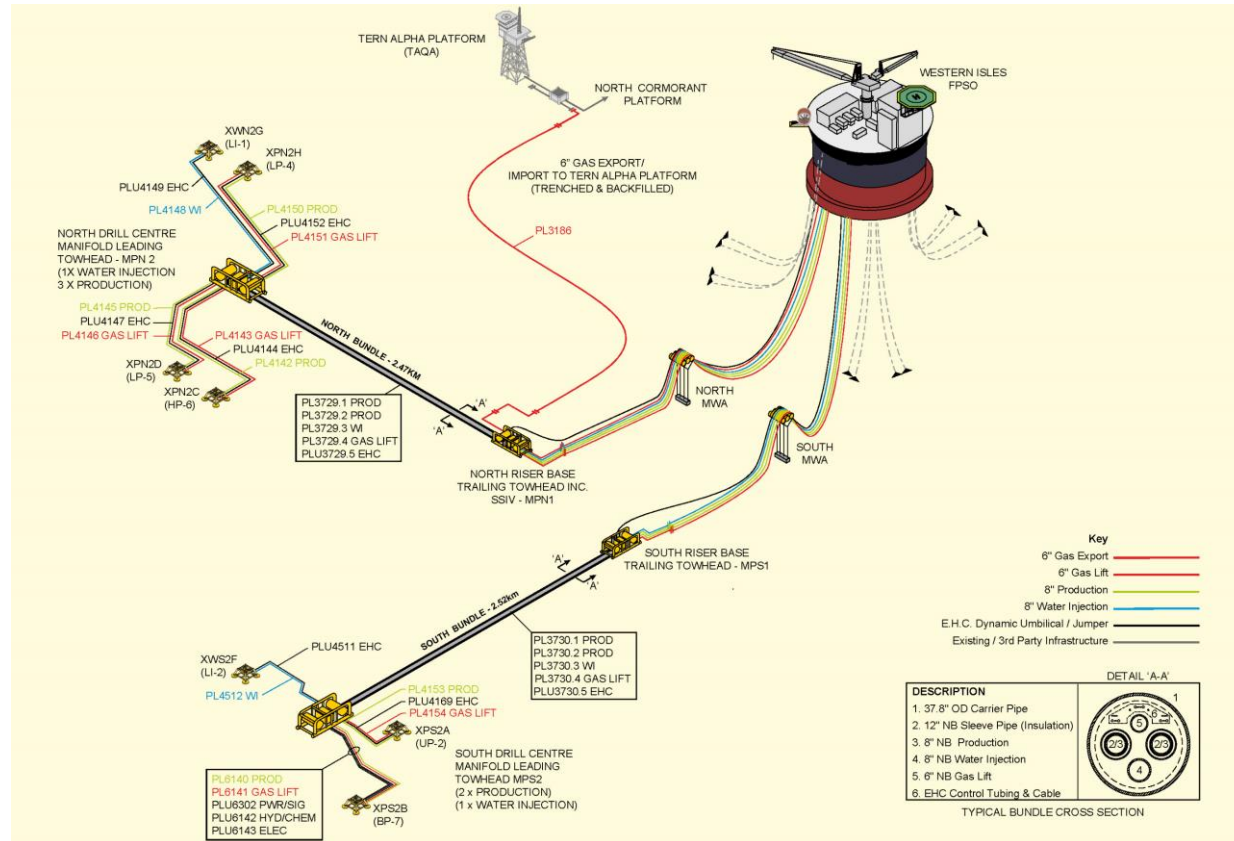 TERN ALPHA PLATFORM
(TAQA)
NORTH CORMORANT
PLATFORM
WESTERN ISLES
FPSO
H
XWN2G
(LI-1)
XPN2H
(LP-4)
6" GAS EXPORT/
IMPORT TO TERN ALPHA PLATFORM
(TRENCHED & BACKFILLED)
PLU4149 EHC
PL4148 WI
PL4150 PROD
PLU4152 EHC
PL4151 GAS LIFT
PL3186
NORTH DRILL CENTRE
MANIFOLD LEADING
TOWHEAD - MPN 2
(1X WATER INJECTION
3 X PRODUCTION)
PL4145 PROD
PLU4147 EHC
PL4146 GAS LIFT
PL4143 GAS LIFT
PLU4144 EHC
PL4142 PROD
XPN2D
(LP-5)
XPN2C
(HP-6)
NORTH BUNDLE - 2.47KM
PL3729.1 PROD
PL3729.2 PROD
PL3729.3 WI
PL3729.4 GAS LIFT
PLU3729.5 EHC
'A'
'A'
NORTH
MWA
SOUTH
MWA
NORTH RISER BASE
TRAILING TOWHEAD INC.
SSIV - MPN1
SOUTH RISER BASE
TRAILING TOWHEAD - MPS1
'A'
'A'
SOUTH BUNDLE - 2.52km
PL3730.1 PROD
PL3730.2 PROD
PL3730.3 WI
PL3730.4 GAS LIFT
PLU3730.5 EHC
XWS2F
(LI-2)
PLU4511 EHC
PL4512 WI
PL4153 PROD
PLU4169 EHC
PL4154 GAS LIFT
XPS2A
(UP-2)
SOUTH DRILL CENTRE
MANIFOLD LEADING
TOWHEAD MPS2
(2 x PRODUCTION)
(1 x WATER INJECTION)
PL6140 PROD
PL6141 GAS LIFT
PLU6302 PWR/SIG
PLU6142 HYD/CHEM
PLU6143 ELEC
XPS2B
(BP-7)
Key
6" Gas Export
6" Gas Lift
8" Production
8" Water Injection
E.H.C. Dynamic Umbilical / Jumper
Existing / 3rd Party Infrastructure
DETAIL 'A-A'
DESCRIPTION
1. 37.8" OD Carrier Pipe
2. 12" NB Sleeve Pipe (Insulation)
3. 8" NB Production
4. 8" NB Water Injection
5. 6" NB Gas Lift
6. EHC Control Tubing & Cable
1
6
5
2/3
2/3
4
TYPICAL BUNDLE CROSS SECTION